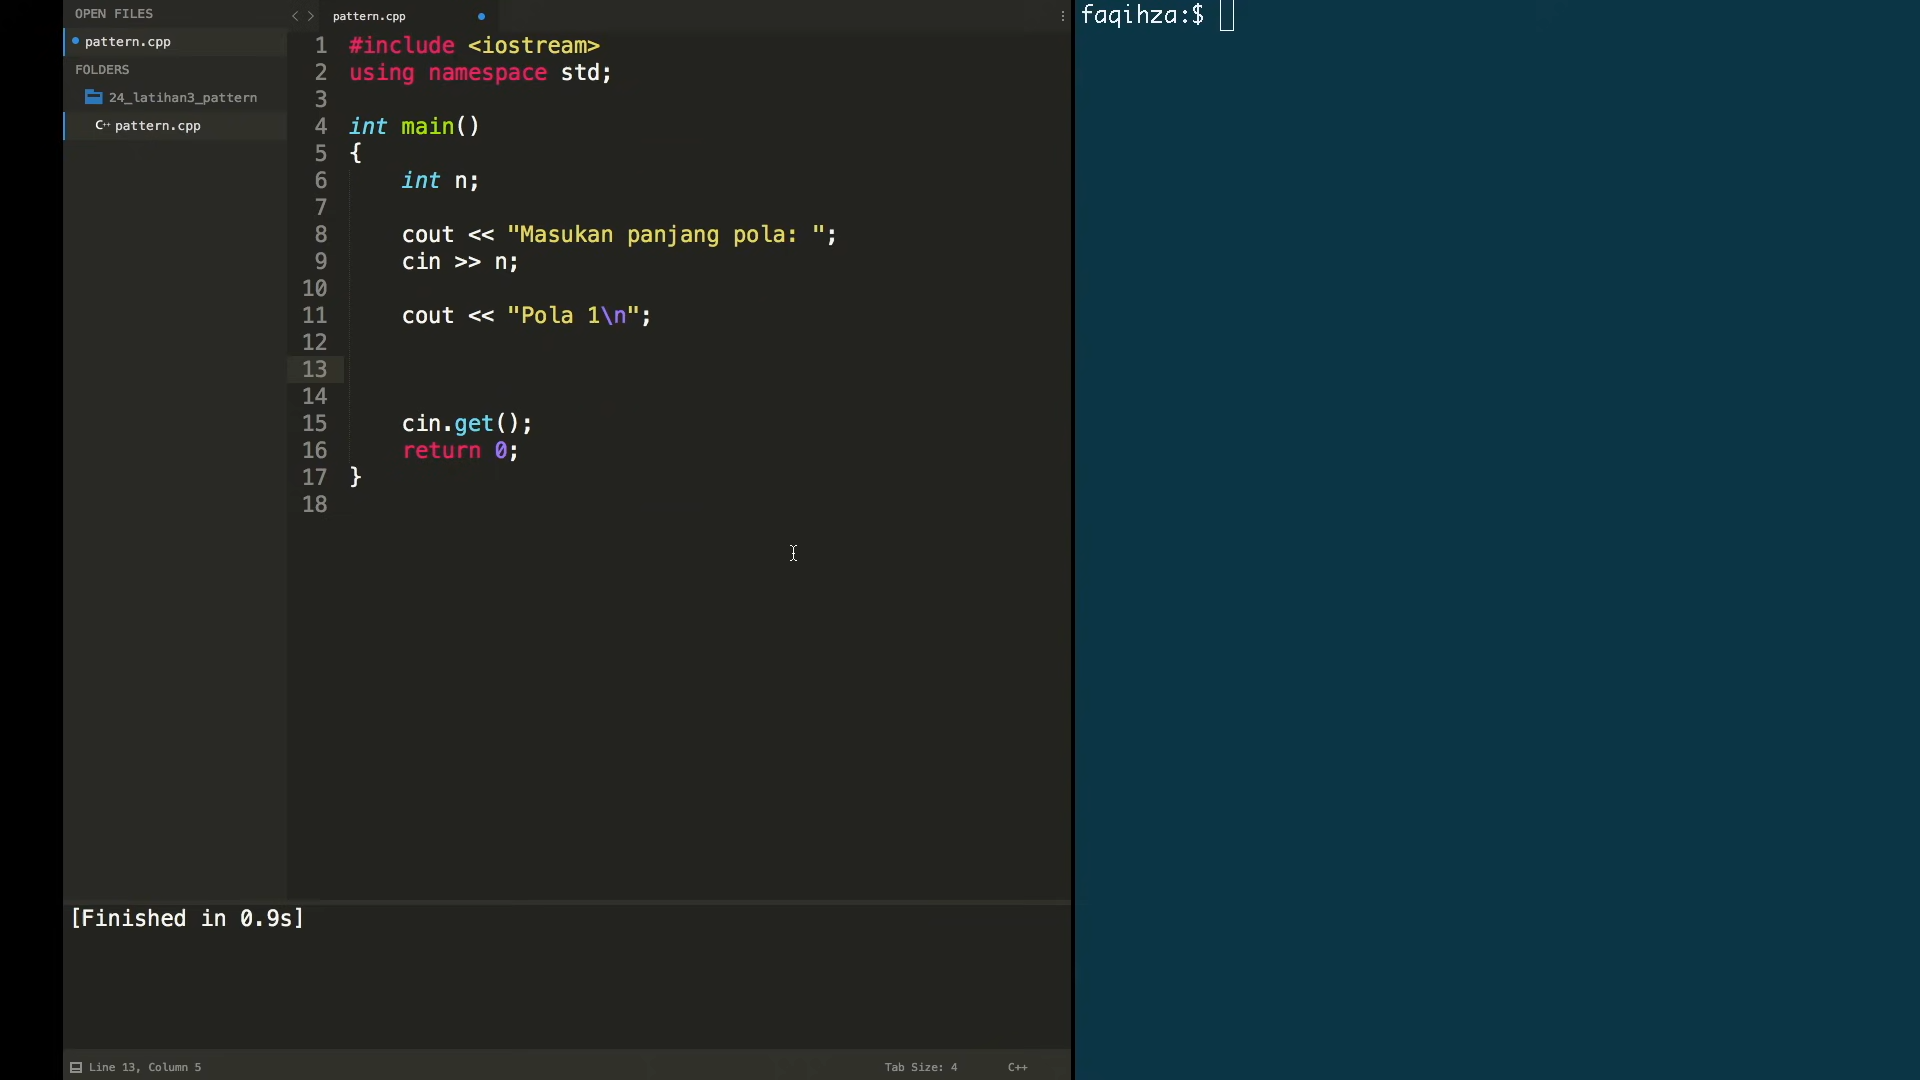 OPEN FILES
pattern.cpp
FOLDERS
24_latihan3_pattern
C++ pattern.cpp
pattern.cpp
1 #include <iostream>
2 using namespace std;
3
4 int main()
5 {
6 int n;
7
8 cout << "Masukan panjang pola: ";
9 cin >> n;
10
11 cout << "Pola 1\n";
12
13
14
15 cin.get();
16 return 0;
17 }
18
[Finished in 0.9s]
Line 13, Column 5
Tab Size: 4
C++
faqihza:$